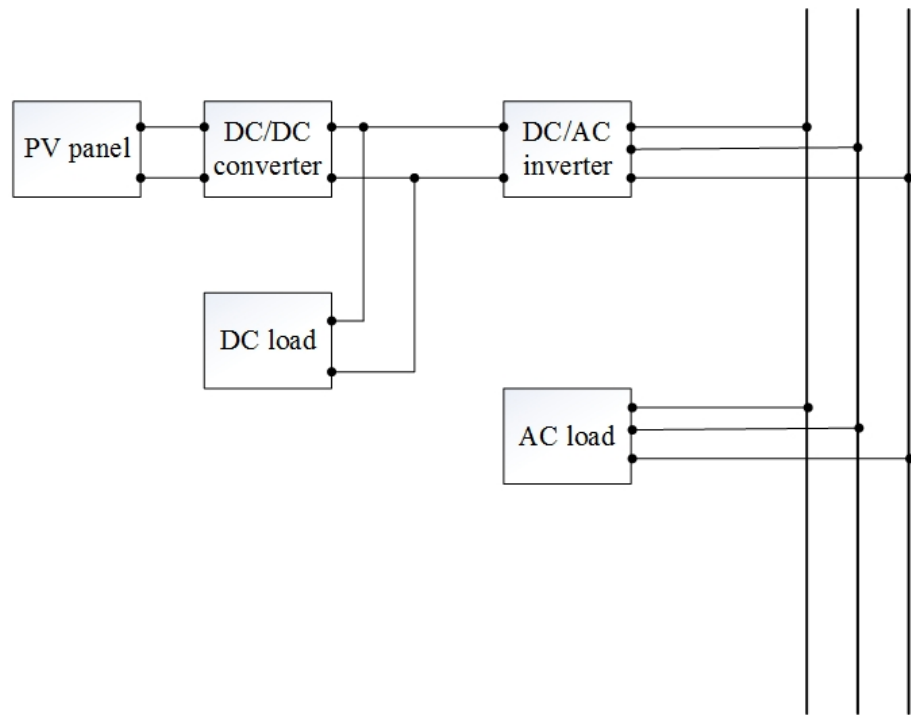 PV panel
DC/DC
converter
DC/AC
inverter
DC load
AC load